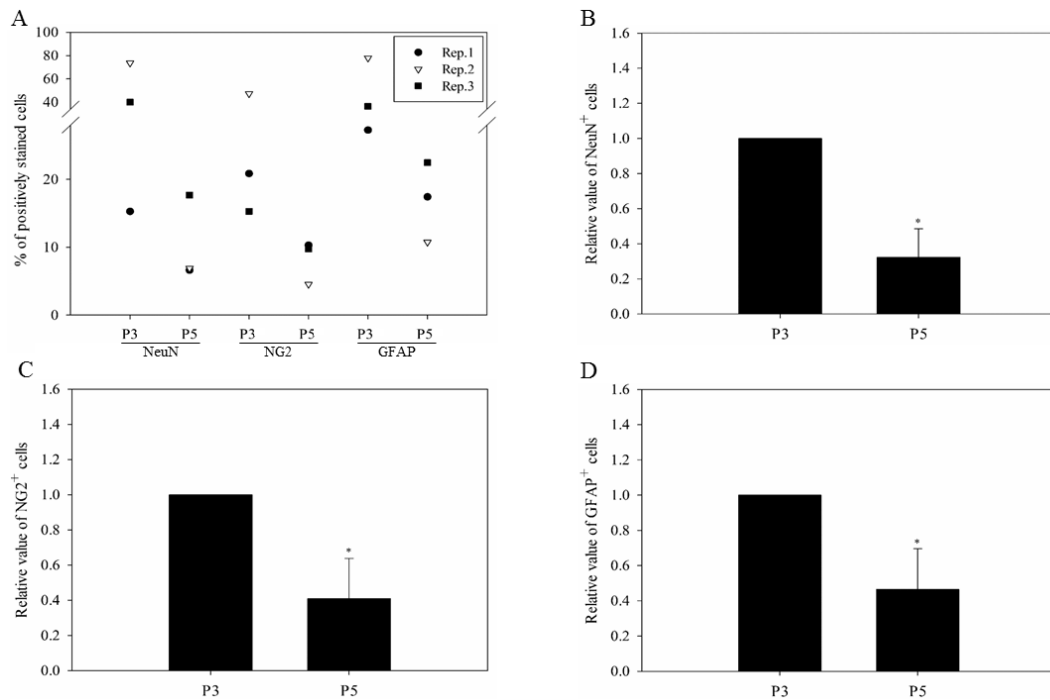 A
% of positively stained cells
100
80
60
40
20
10
0
Rep.1
Rep.2
Rep.3
P3 P5 P3 P5 P3 P5
NeuN NG2 GFAP
B
Relative value of NeuN+ cells
1.6
1.4
1.2
1.0
0.8
0.6
0.4
0.2
0.0
*
P3 P5
C
Relative value of NG2+ cells
1.6
1.4
1.2
1.0
0.8
0.6
0.4
0.2
0.0
*
P3 P5
D
Relative value of GFAP+ cells
1.6
1.4
1.2
1.0
0.8
0.6
0.4
0.2
0.0
*
P3 P5